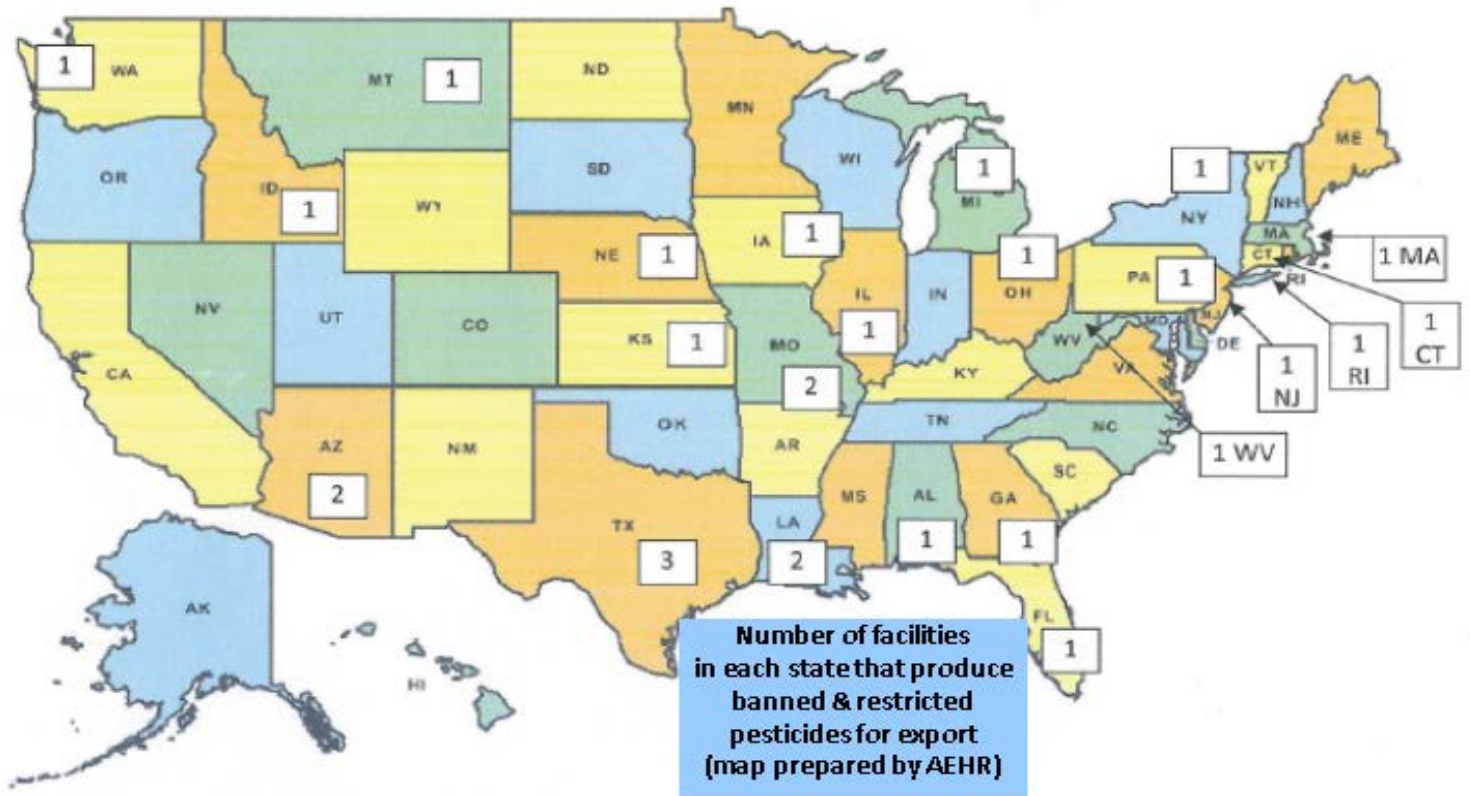 1
WA
MT
1
ND
MN
ME
OR
ID
1
WY
SD
WI
1
MI
1
VT
NH
NY
MA
1 MA
NE
1
IA
1
IL
1
IN
1
OH
PA
1
CT
RI
NJ
NV
UT
CO
KS
1
MO
2
WV
MD
DE
1
CT
1
RI
1
NJ
CA
KY
VA
1 WV
AZ
2
NM
OK
AR
TN
NC
SC
TX
3
LA
2
MS
AL
1
GA
1
FL
1
AK
HI
Number of facilities
in each state that produce
banned & restricted
pesticides for export
(map prepared by AEHR)